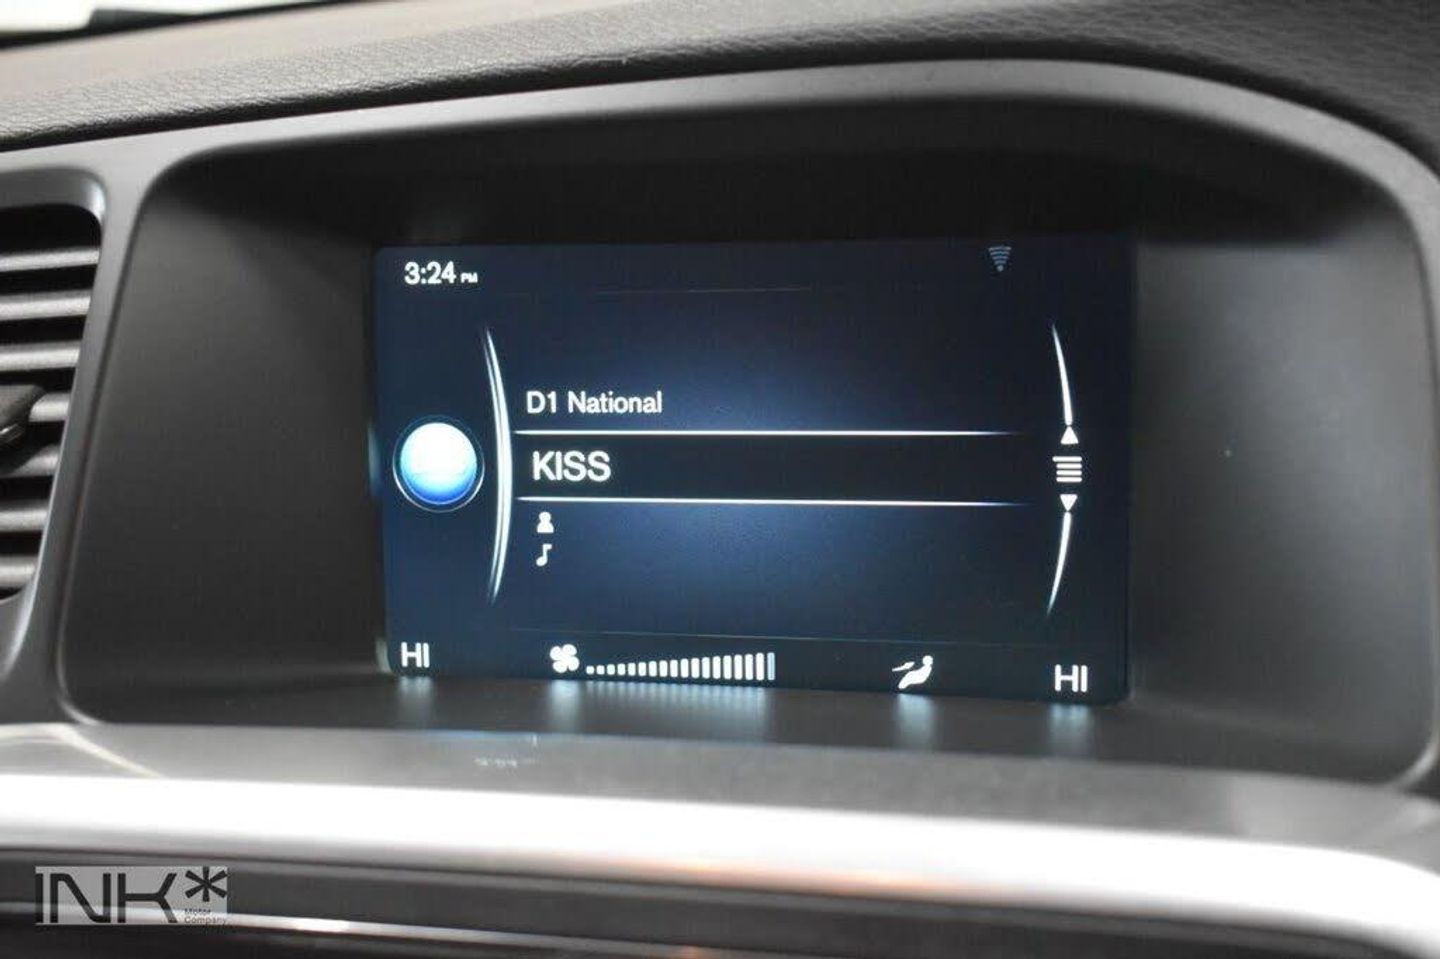 3:24 PM
D1 National
KISS
HI
HI
INK*
Motor
Company